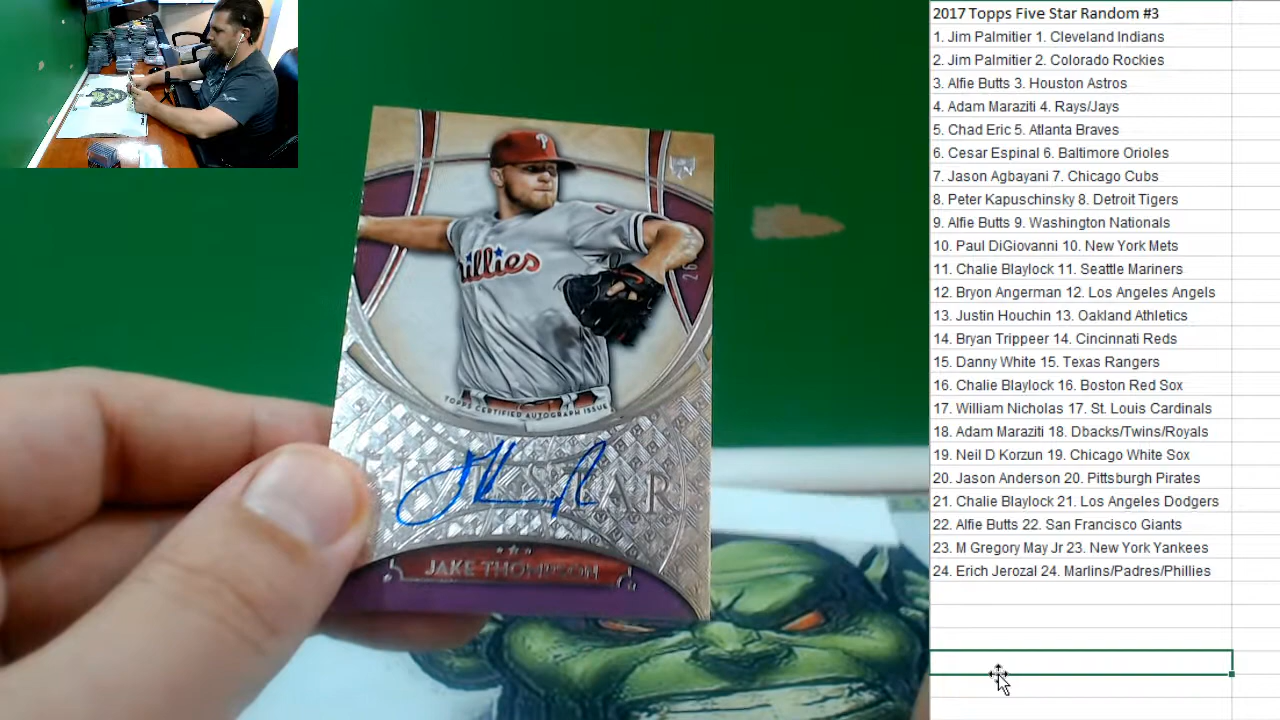 2017 Topps Five Star Random #3
1. Jim Palmitier 1. Cleveland Indians
2. Jim Palmitier 2. Colorado Rockies
3. Alfie Butts 3. Houston Astros
4. Adam Maraziti 4. Rays/Jays
5. Chad Eric 5. Atlanta Braves
6. Cesar Espinal 6. Baltimore Orioles
7. Jason Agbayani 7. Chicago Cubs
8. Peter Kapuschinsky 8. Detroit Tigers
9. Alfie Butts 9. Washington Nationals
10. Paul DiGiovanni 10. New York Mets
11. Chalie Blaylock 11. Seattle Mariners
12. Bryon Angerman 12. Los Angeles Angels
13. Justin Houchin 13. Oakland Athletics
14. Bryan Trippeer 14. Cincinnati Reds
15. Danny White 15. Texas Rangers
16. Chalie Blaylock 16. Boston Red Sox
17. William Nicholas 17. St. Louis Cardinals
18. Adam Maraziti 18. Dbacks/Twins/Royals
19. Neil D Korzun 19. Chicago White Sox
20. Jason Anderson 20. Pittsburgh Pirates
21. Chalie Blaylock 21. Los Angeles Dodgers
22. Alfie Butts 22. San Francisco Giants
23. M Gregory May Jr 23. New York Yankees
24. Erich Jerozal 24. Marlins/Padres/Phillies
P
Phillies
TOPPS CERTIFIED AUTOGRAPH ISSUE
STAR
JAKE THOMPSON